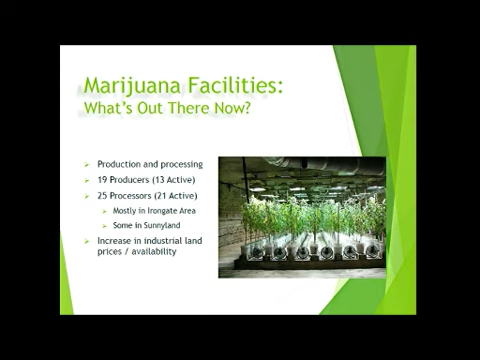 Marijuana Facilities:
What's Out There Now?
Production and processing
19 Producers (13 Active)
25 Processors (21 Active)
Mostly in Irongate Area
Some in Sunnyland
Increase in industrial land
prices / availability